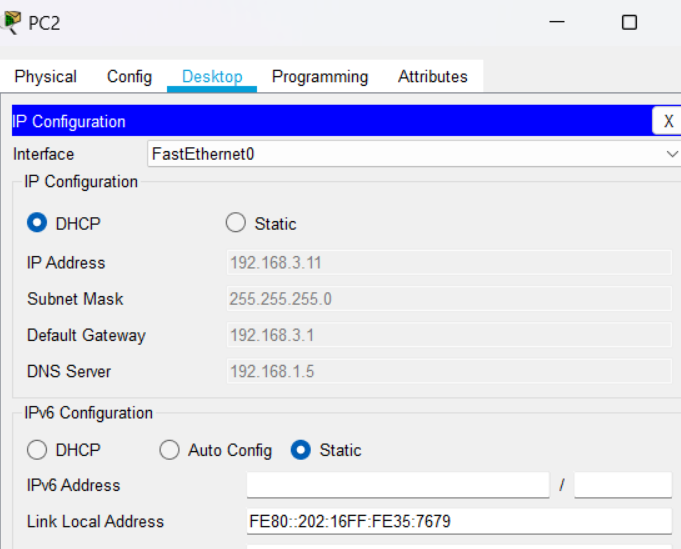 PC2
Physical Config Desktop Programming Attributes
IP Configuration X
Interface FastEthernet0
IP Configuration
DHCP Static
IP Address 192.168.3.11
Subnet Mask 255.255.255.0
Default Gateway 192.168.3.1
DNS Server 192.168.1.5
IPv6 Configuration
DHCP Auto Config Static
IPv6 Address /
Link Local Address FE80::202:16FF:FE35:7679